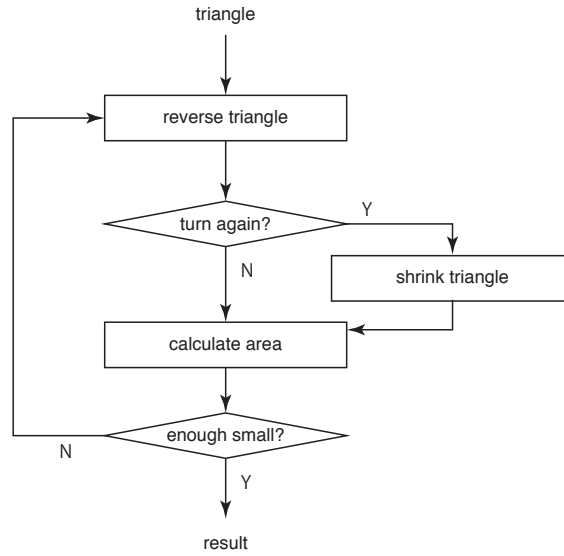 triangle
reverse triangle
turn again?
Y
N
shrink triangle
calculate area
enough small?
N
Y
result